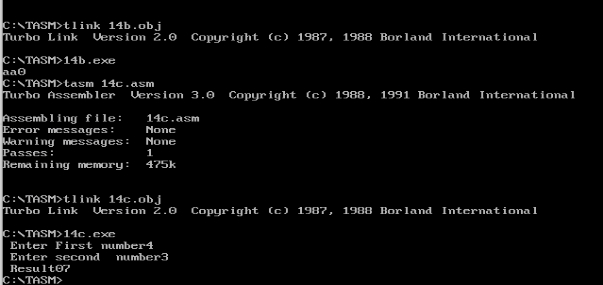 C:\TASM>tlink 14b.obj
Turbo Link  Version 2.0  Copyright (c) 1987, 1988 Borland International
C:\TASM>14b.exe
aa0
C:\TASM>tasm 14c.asm
Turbo Assembler  Version 3.0  Copyright (c) 1988, 1991 Borland International
Assembling file:   14c.asm
Error messages:    None
Warning messages:  None
Passes:            1
Remaining memory:  475k
C:\TASM>tlink 14c.obj
Turbo Link  Version 2.0  Copyright (c) 1987, 1988 Borland International
C:\TASM>14c.exe
 Enter First number4
 Enter second  number3
 Result07
C:\TASM>